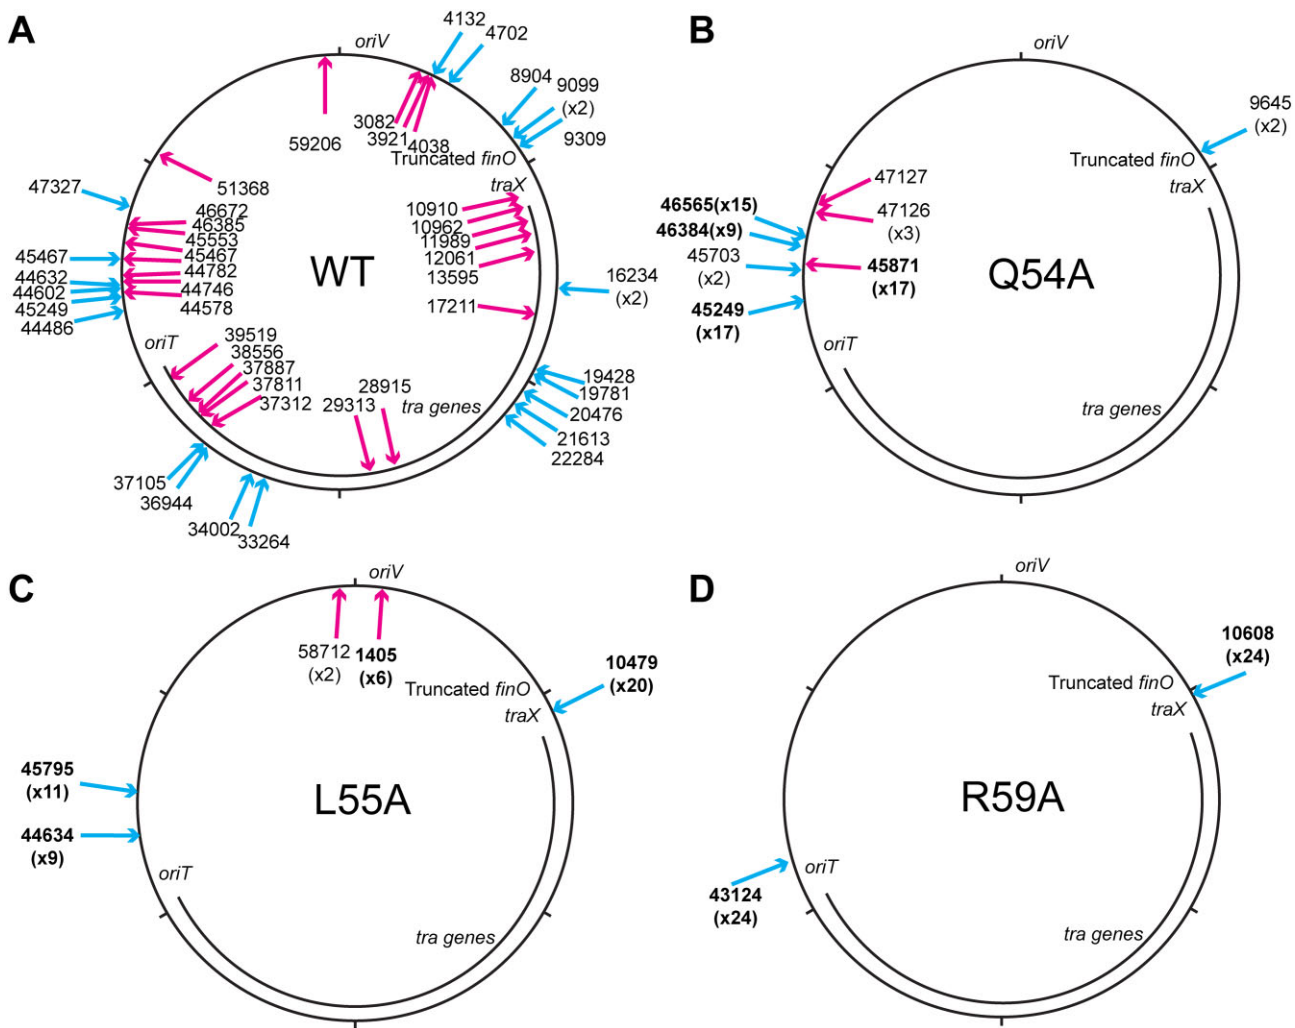 A
oriV
4132
4702
8904
9099
(x2)
9309
3082
3921
4038
59206
Truncated finO
traX
51368
47327
10910
10962
11989
12061
13595
46672
46385
45553
45467
44782
44746
44578
WT
45467
44632
44602
45249
44486
16234
(x2)
17211
oriT
39519
38556
37887
37811
37312
28915
29313
tra genes
19428
19781
20476
21613
22284
37105
36944
34002
33264
B
oriV
9645
(x2)
Truncated finO
traX
47127
46565(x15)
47126
(x3)
46384(x9)
45703
(x2)
45871
(x17)
Q54A
45249
(x17)
oriT
tra genes
C
oriV
58712
(x2)
1405
(x6)
10479
(x20)
Truncated finO
traX
45795
(x11)
L55A
44634
(x9)
oriT
tra genes
D
oriV
10608
(x24)
Truncated finO
traX
R59A
oriT
43124
(x24)
tra genes